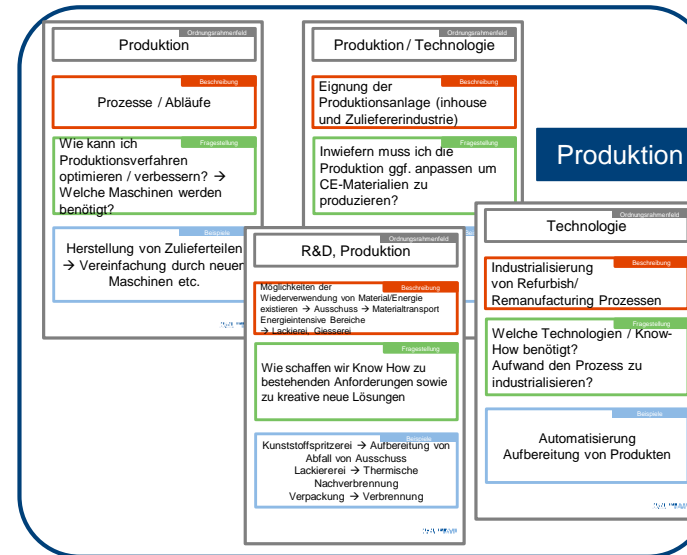 Ordnungsrahmenfeld
Produktion
Beschreibung
Prozesse / Abläufe
Fragestellung
Wie kann ich
Produktionsverfahren
optimieren / verbessern? →
Welche Maschinen werden
benötigt?
Beispiele
Herstellung von Zulieferteilen
→ Vereinfachung durch neuen
Maschinen etc.
Ordnungsrahmenfeld
Produktion / Technologie
Beschreibung
Eignung der
Produktionsanlage (inhouse
und Zuliefererindustrie)
Fragestellung
Inwiefern muss ich die
Produktion ggf. anpassen um
CE-Materialien zu
produzieren?
Produktion
Ordnungsrahmenfeld
R&D, Produktion
Beschreibung
Möglichkeiten der
Wiederverwendung von Material/Energie
existieren → Ausschuss → Materialtransport
Energieintensive Bereiche
→ Lackierei, Giesserei
Fragestellung
Wie schaffen wir Know How zu
bestehenden Anforderungen sowie
zu kreative neue Lösungen
Beispiele
Kunststoffspritzerei → Aufbereitung von
Abfall von Ausschuss
Lackiererei → Thermische
Nachverbrennung
Verpackung → Verbrennung
Ordnungsrahmenfeld
Technologie
Beschreibung
Industrialisierung
von Refurbish/
Remanufacturing Prozessen
Fragestellung
Welche Technologien / Know-
How benötigt?
Aufwand den Prozess zu
industrialisieren?
Beispiele
Automatisierung
Aufbereitung von Produkten